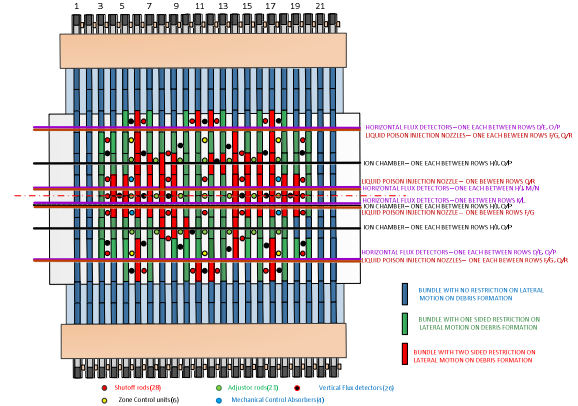 1 3 5 7 9 11 13 15 17 19 21
HORIZONTAL FLUX DETECTORS—ONE EACH BETWEEN ROWS D/E, O/P
LIQUID POISON INJECTION NOZZLES— ONE EACH BEWEEN ROWS F/G, Q/R
ION CHAMBER—ONE EACH BETWEEN ROWS H/J, O/P
LIQUID POISON INJECTION NOZZLE— ONE BEWEEN ROWS Q/R
HORIZONTAL FLUX DETECTORS—ONE EACH BETWEEN H/J, M/N
HORIZONTAL FLUX DETECTORS—ONE BETWEEN ROWS K/L
ION CHAMBER—ONE EACH BETWEEN ROWS H/J, O/P
LIQUID POISON INJECTION NOZZLE— ONE BEWEEN ROWS F/G
ION CHAMBER—ONE EACH BETWEEN ROWS H/J, O/P
HORIZONTAL FLUX DETECTORS—ONE EACH BETWEEN ROWS D/E, O/P
LIQUID POISON INJECTION NOZZLES— ONE EACH BEWEEN ROWS F/G, Q/R
BUNDLE WITH NO RESTRICTION ON LATERAL
MOTION ON DEBRIS FORMATION
BUNDLE WITH ONE SIDED RESTRICTION ON
LATERAL MOTION ON DEBRIS FORMATION
BUNDLE WITH TWO SIDED RESTRICTION ON
LATERAL MOTION ON DEBRIS FORMATION
Shutoff rods(28) Adjustor rods(21) Vertical Flux detectors(26)
Zone Control units(6) Mechanical Control Absorbers(4)